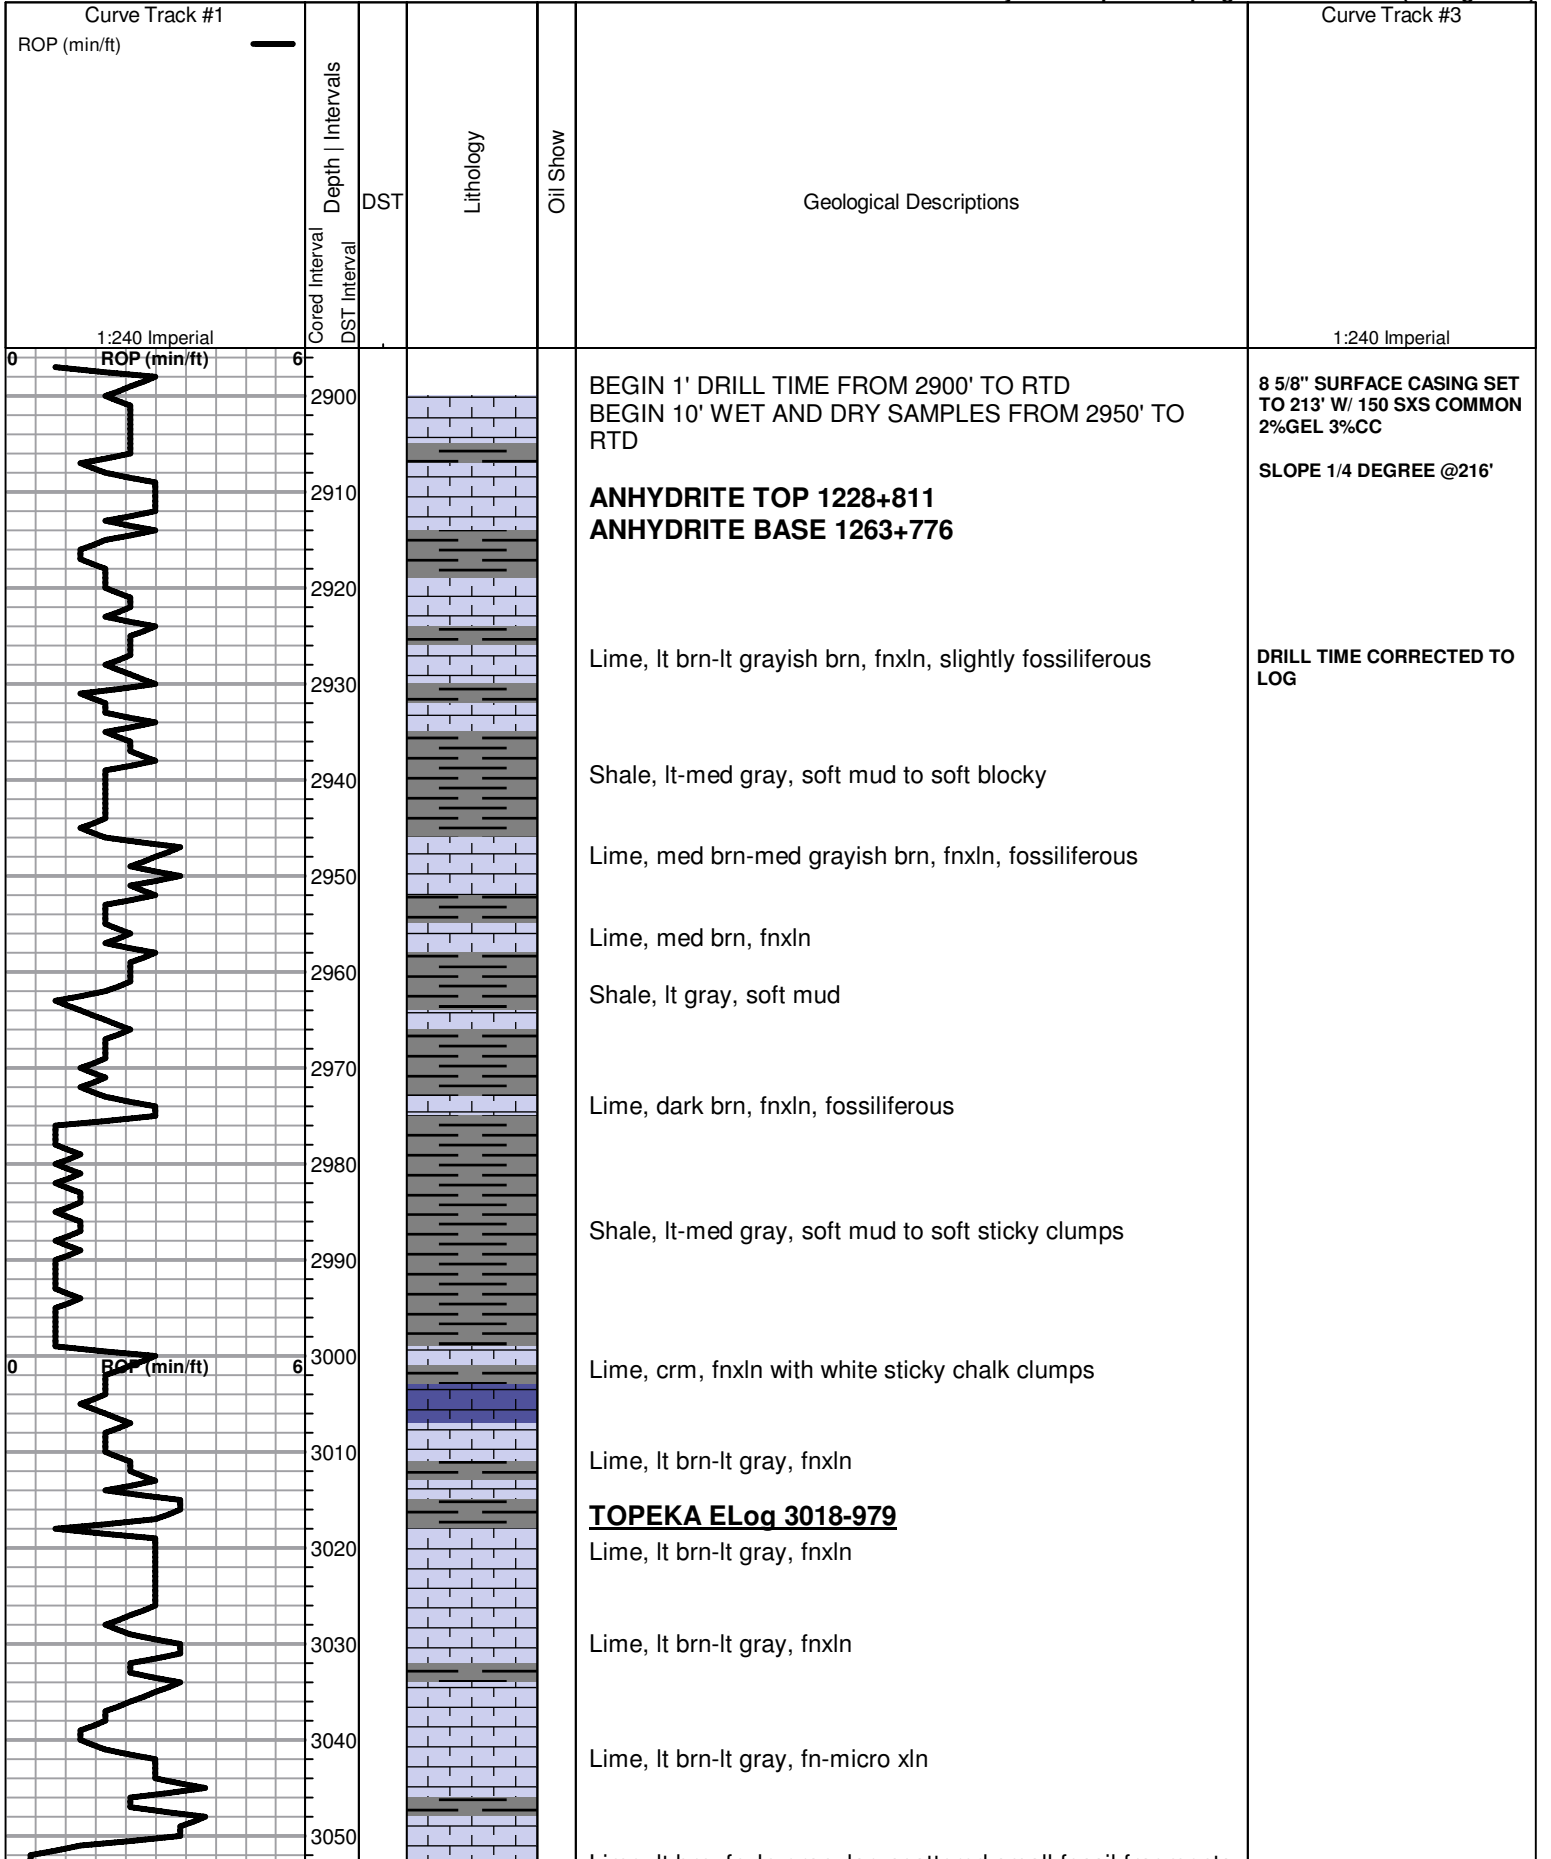 Curve Track #1
ROP (min/ft)
1:240 Imperial
Depth | Intervals
Cored Interval
DST Interval
DST
Lithology
Oil Show
Geological Descriptions
Curve Track #3
1:240 Imperial
0 ROP (min/ft) 6
2900
2910
2920
2930
2940
2950
2960
2970
2980
2990
3000
0 ROP (min/ft) 6
3010
3020
3030
3040
3050
BEGIN 1' DRILL TIME FROM 2900' TO RTD
BEGIN 10' WET AND DRY SAMPLES FROM 2950' TO
RTD
ANHYDRITE TOP 1228+811
ANHYDRITE BASE 1263+776
Lime, lt brn-lt grayish brn, fnxln, slightly fossiliferous
Shale, lt-med gray, soft mud to soft blocky
Lime, med brn-med grayish brn, fnxln, fossiliferous
Lime, med brn, fnxln
Shale, lt gray, soft mud
Lime, dark brn, fnxln, fossiliferous
Shale, lt-med gray, soft mud to soft sticky clumps
Lime, crm, fnxln with white sticky chalk clumps
Lime, lt brn-lt gray, fnxln
TOPEKA ELog 3018-979
Lime, lt brn-lt gray, fnxln
Lime, lt brn-lt gray, fnxln
Lime, lt brn-lt gray, fn-micro xln
8 5/8" SURFACE CASING SET
TO 213' W/ 150 SXS COMMON
2%GEL 3%CC
SLOPE 1/4 DEGREE @216'
DRILL TIME CORRECTED TO
LOG